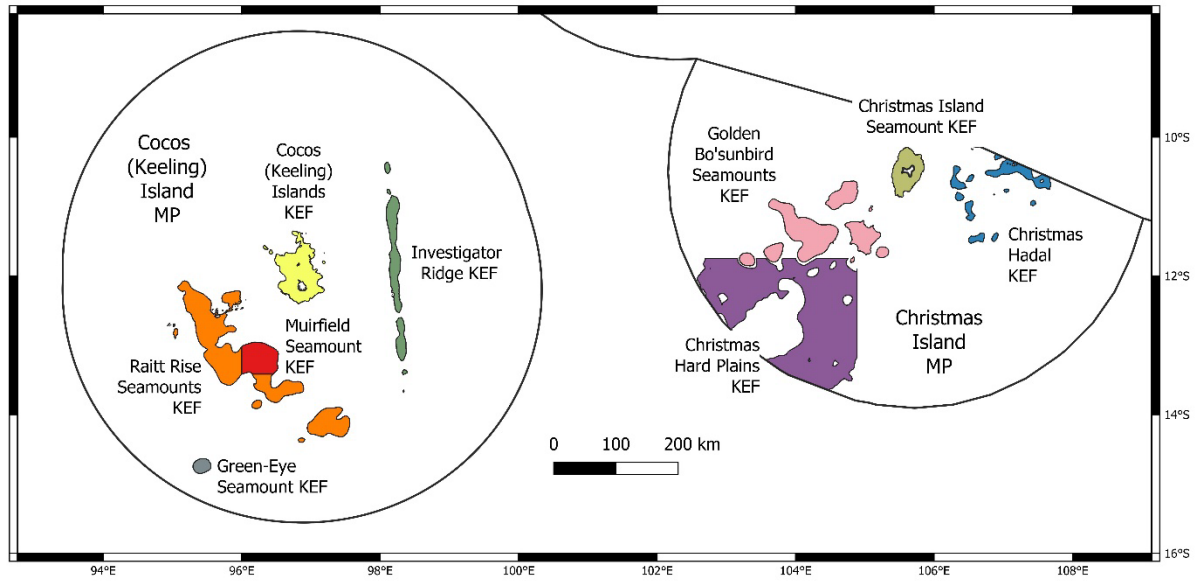 Cocos
(Keeling)
Island
MP
Cocos
(Keeling)
Islands
KEF
Investigator
Ridge KEF
Muirfield
Seamount
KEF
Raitt Rise
Seamounts
KEF
Green-Eye
Seamount KEF
Golden
Bo'sunbird
Seamounts
KEF
Christmas Island
Seamount KEF
Christmas
Hadal
KEF
Christmas
Hard Plains
KEF
Christmas
Island
MP
0 100 200 km
10°S
12°S
14°S
16°S
94°E 96°E 98°E 100°E 102°E 104°E 106°E 108°E